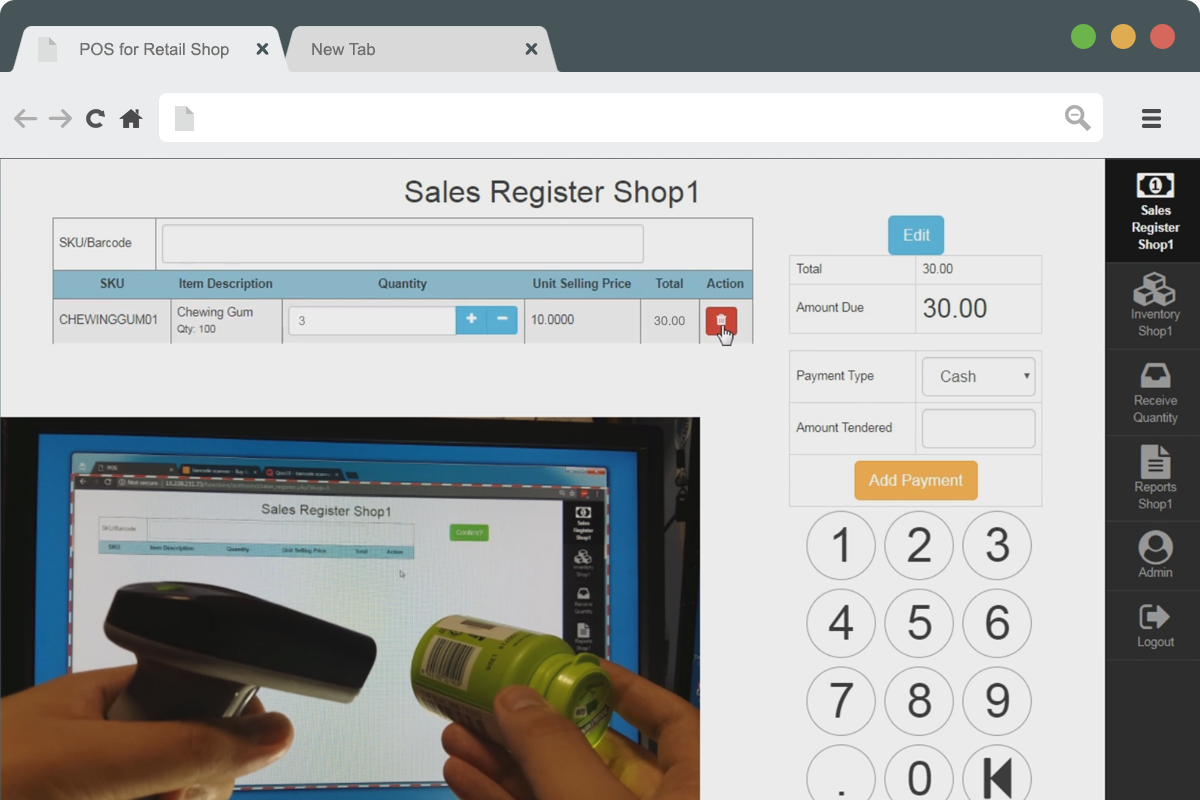 POS for Retail Shop
New Tab
Sales Register Shop1
SKU/Barcode
SKU Item Description Quantity Unit Selling Price Total Action
CHEWINGGUM01 Chewing Gum 3 + − 10.0000 30.00
Qty: 100
Edit
Total 30.00
Amount Due 30.00
Payment Type Cash
Amount Tendered
Add Payment
1 2 3
4 5 6
7 8 9
. 0
1
Sales
Register
Shop1
Inventory
Shop1
Receive
Quantity
Reports
Shop1
Admin
Logout
POS
Not secure
Sales Register Shop1
SKU/Barcode
Confirm?
SKU Item Description Quantity Unit Selling Price Total Action
Sales
Register
Shop1
Inventory
Shop1
Receive
Quantity
Reports
Shop1